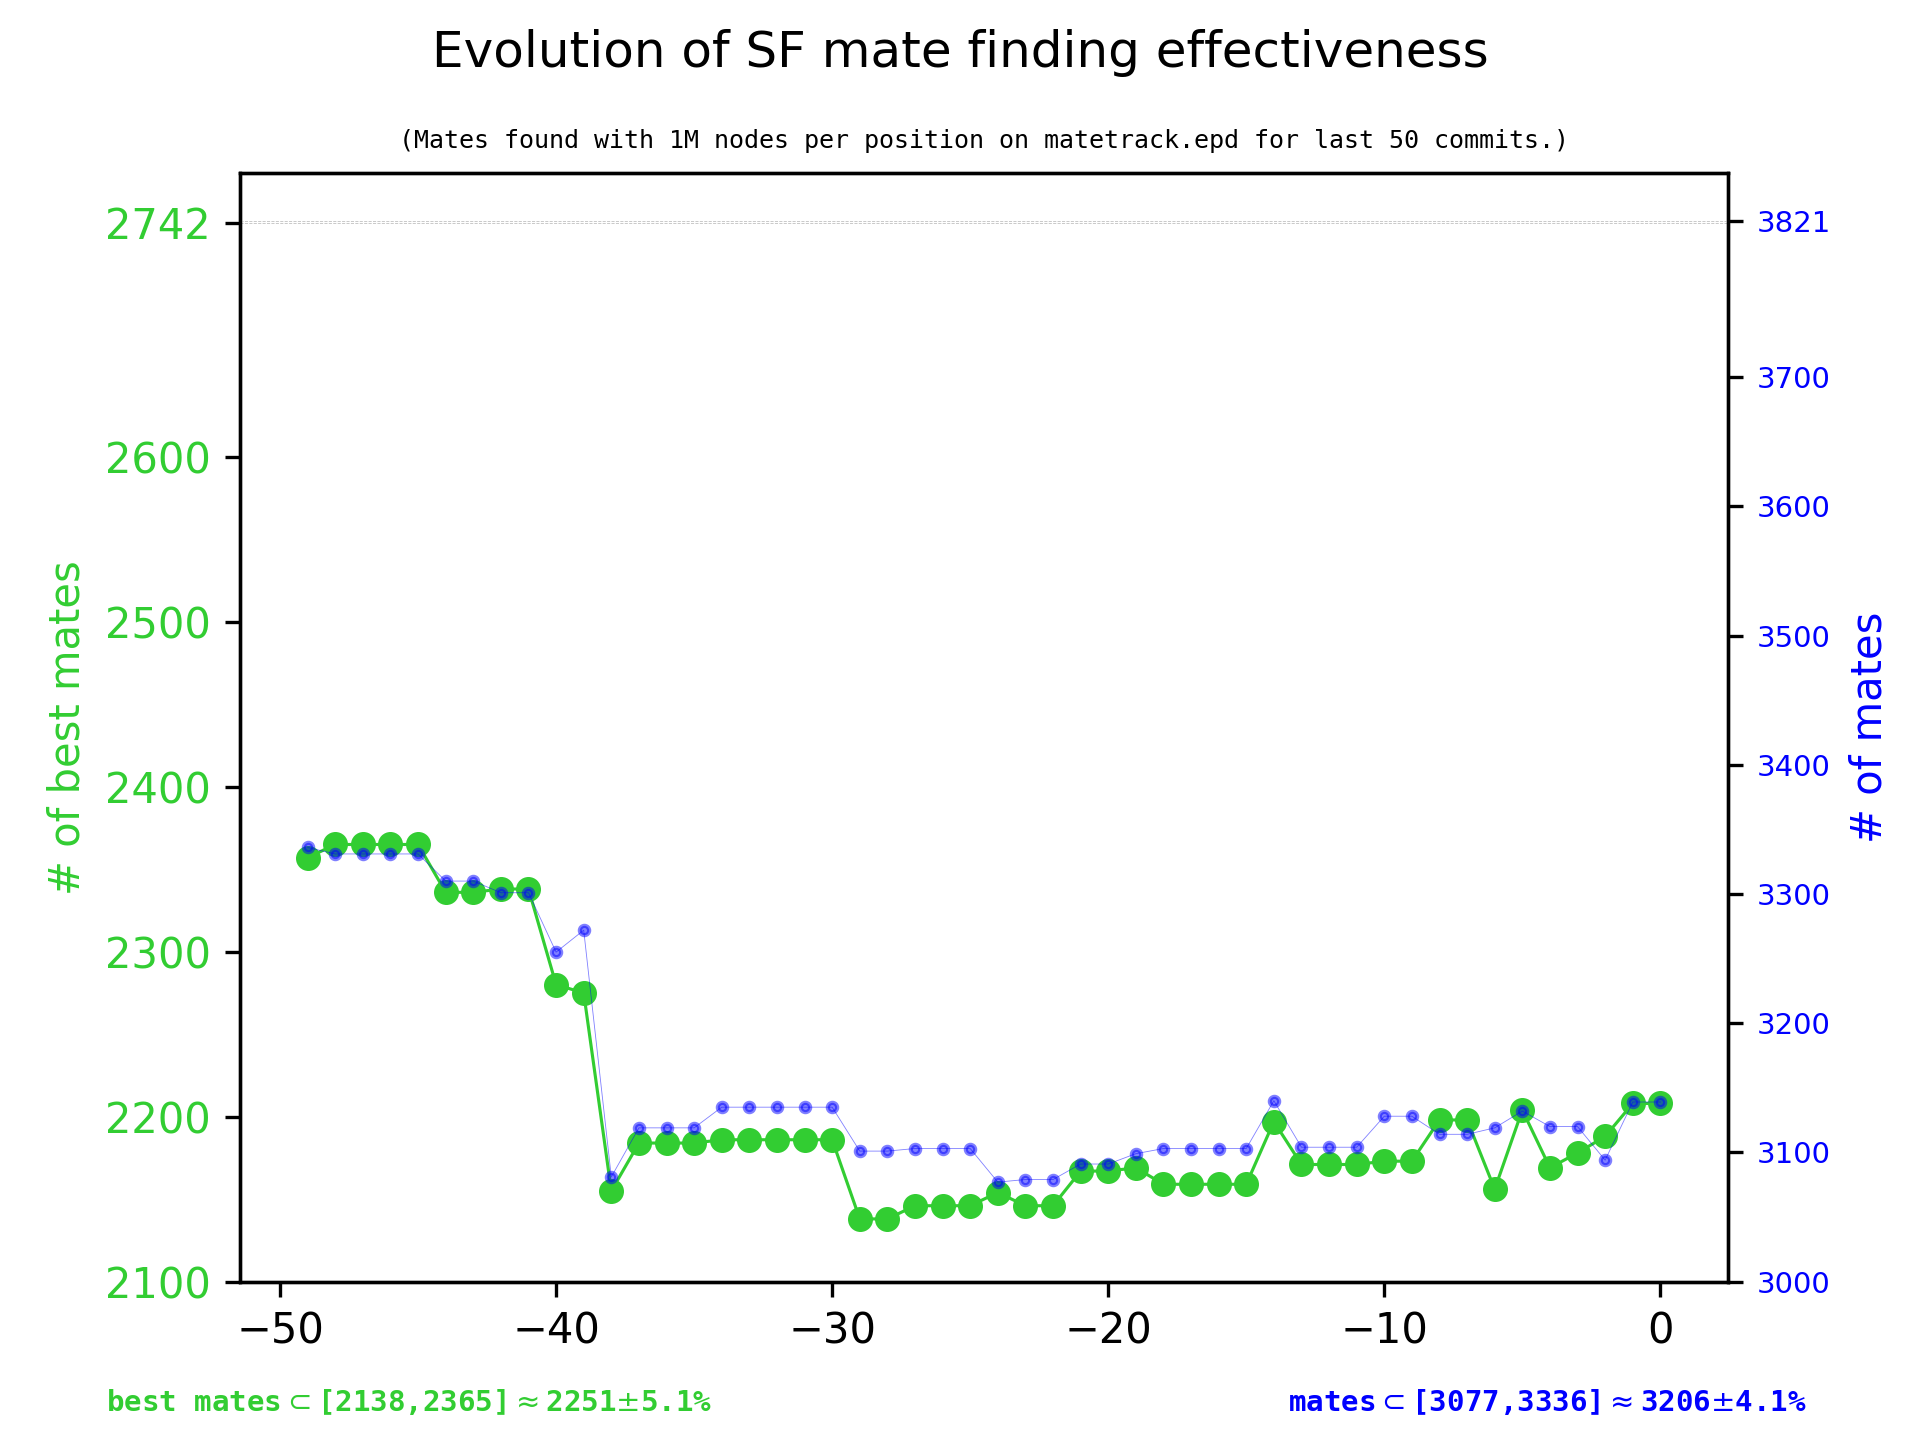 Evolution of SF mate finding effectiveness
(Mates found with 1M nodes per position on matetrack.epd for last 50 commits.)
2742
2600
2500
2400
2300
2200
2100
# of best mates
3821
3700
3600
3500
3400
3300
3200
3100
3000
# of mates
−50 −40 −30 −20 −10 0
best mates ⊂ [2138,2365] ≈ 2251±5.1% mates ⊂ [3077,3336] ≈ 3206±4.1%